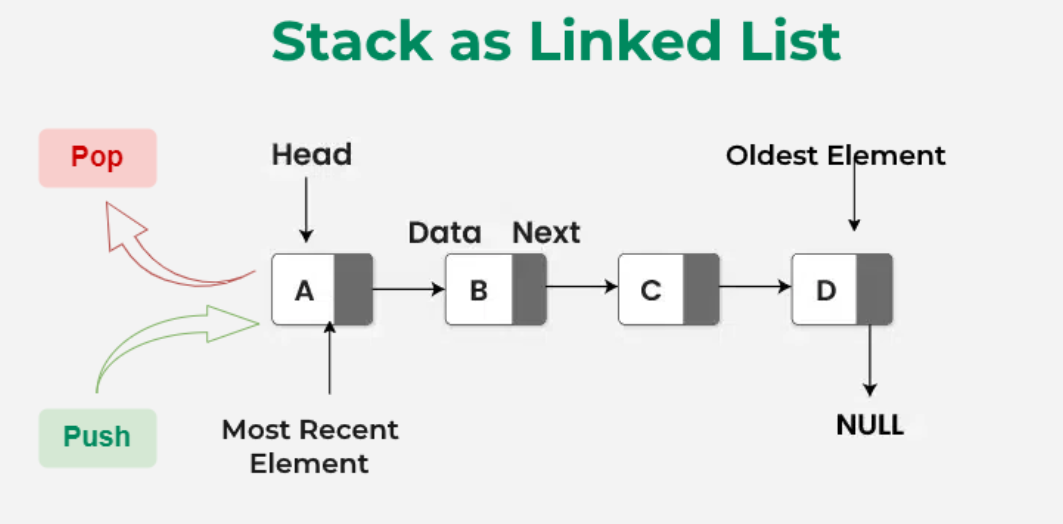 Stack as Linked List
Pop
Head
Oldest Element
Data Next
A
B
C
D
Push
Most Recent
Element
NULL